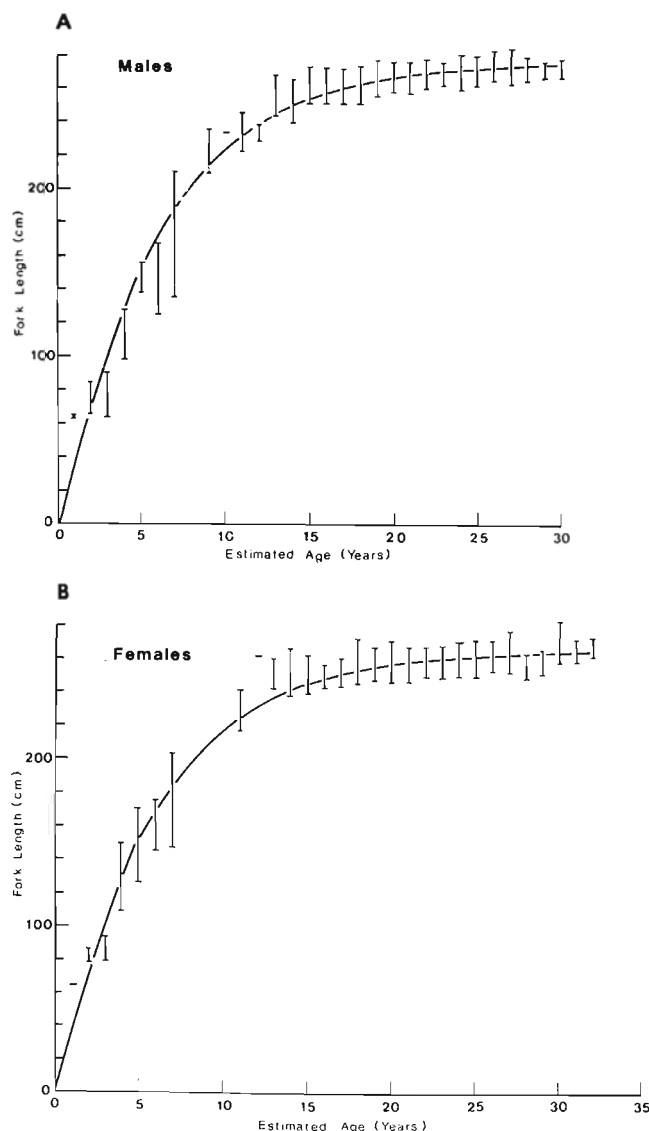 A
Males
200
100
0
Fork Length (cm)
0 5 10 15 20 25 30
Estimated Age (Years)
B
Females
200
100
0
Fork Length (cm)
0 5 10 15 20 25 30 35
Estimated Age (Years)